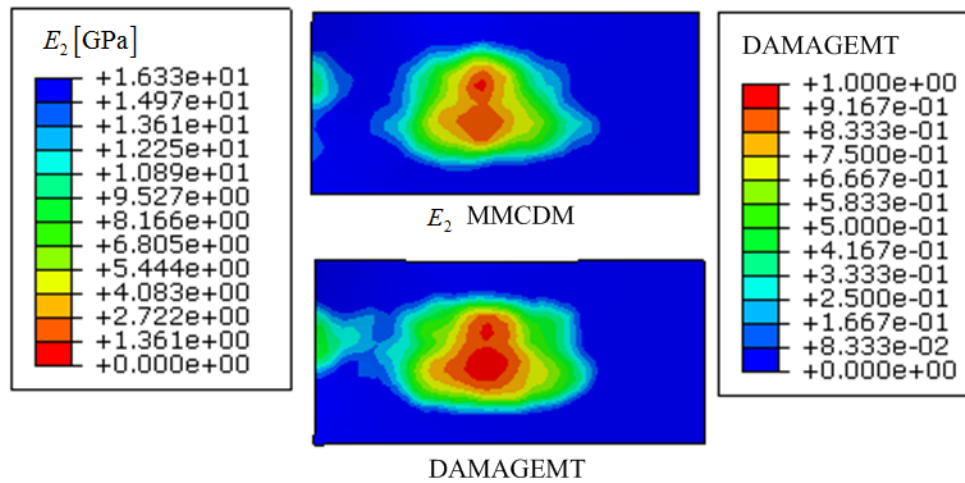 E₂ [GPa]
+1.633e+01
+1.497e+01
+1.361e+01
+1.225e+01
+1.089e+01
+9.527e+00
+8.166e+00
+6.805e+00
+5.444e+00
+4.083e+00
+2.722e+00
+1.361e+00
+0.000e+00
E₂ MMCDM
DAMAGEMT
DAMAGEMT
+1.000e+00
+9.167e-01
+8.333e-01
+7.500e-01
+6.667e-01
+5.833e-01
+5.000e-01
+4.167e-01
+3.333e-01
+2.500e-01
+1.667e-01
+8.333e-02
+0.000e+00